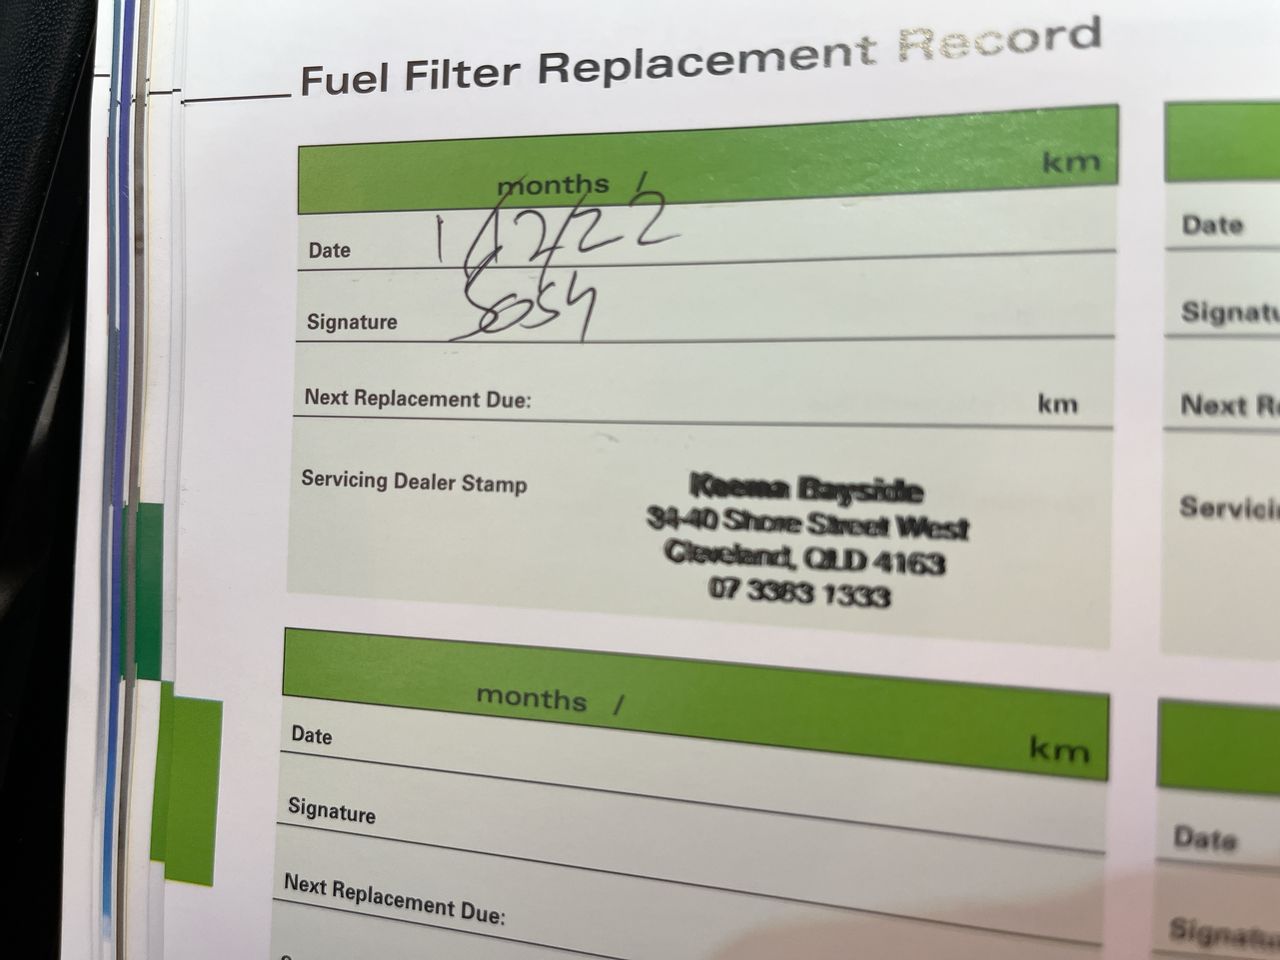 Fuel Filter Replacement Record
months / km
Date 1/2/22
Signature
Next Replacement Due: km
Servicing Dealer Stamp
Keema Bayside
34-40 Shore Street West
Cleveland, QLD 4163
07 3383 1333
months / km
Date
Signature
Next Replacement Due:
Date
Next
Date